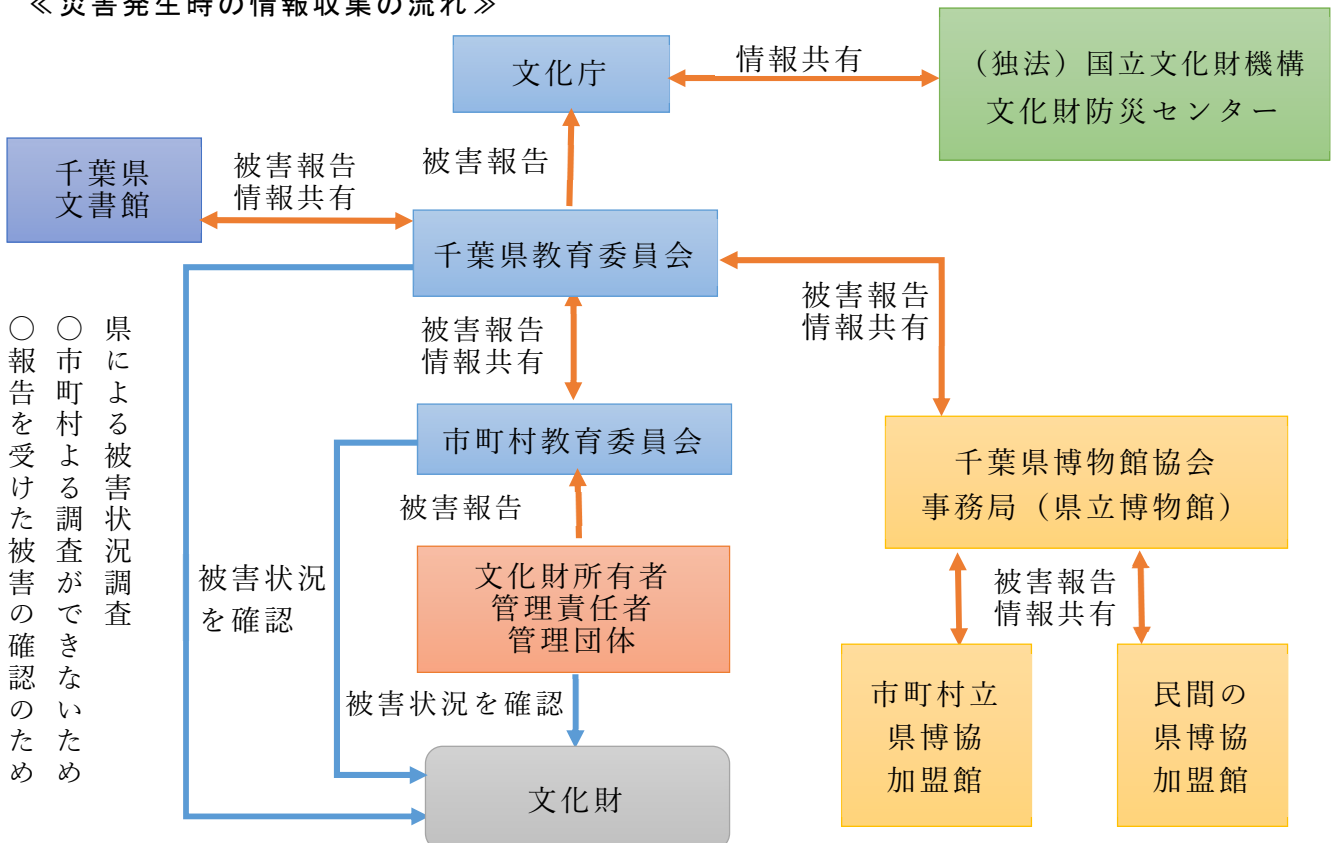 ≪災害発生時の情報収集の流れ≫
文化庁
情報共有
（独法）国立文化財機構
文化財防災センター
千葉県
文書館
被害報告
情報共有
被害報告
千葉県教育委員会
被害報告
情報共有
被害報告
情報共有
県による被害状況調査
○市町村よる調査ができないため
○報告を受けた被害の確認のため
市町村教育委員会
千葉県博物館協会
事務局（県立博物館）
被害報告
被害状況
を確認
文化財所有者
管理責任者
管理団体
被害報告
情報共有
被害状況を確認
市町村立
県博協
加盟館
民間の
県博協
加盟館
文化財